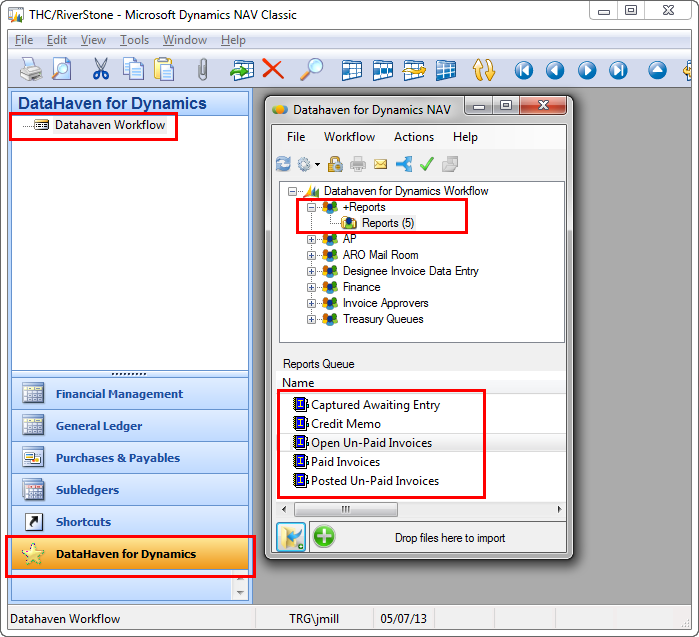 THC/RiverStone - Microsoft Dynamics NAV Classic
File Edit View Tools Window Help
DataHaven for Dynamics
Datahaven Workflow
Financial Management
General Ledger
Purchases & Payables
Subledgers
Shortcuts
DataHaven for Dynamics
Datahaven for Dynamics NAV
File Workflow Actions Help
Datahaven for Dynamics Workflow
+Reports
Reports (5)
AP
ARO Mail Room
Designee Invoice Data Entry
Finance
Invoice Approvers
Treasury Queues
Reports Queue
Name
Captured Awaiting Entry
Credit Memo
Open Un-Paid Invoices
Paid Invoices
Posted Un-Paid Invoices
Drop files here to import
Datahaven Workflow TRG\jmill 05/07/13